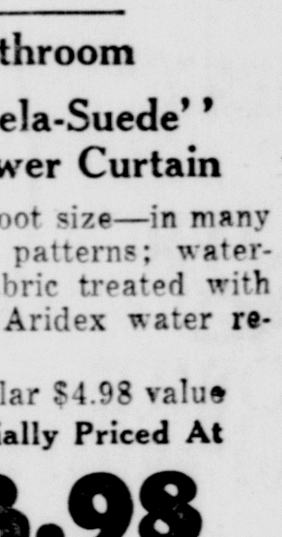 throom
ela-Suede’’
wer Curtain
oot size—in many
patterns; water-
bric treated with
Aridex water re-
lar $4.98 value
ially Priced At
.98